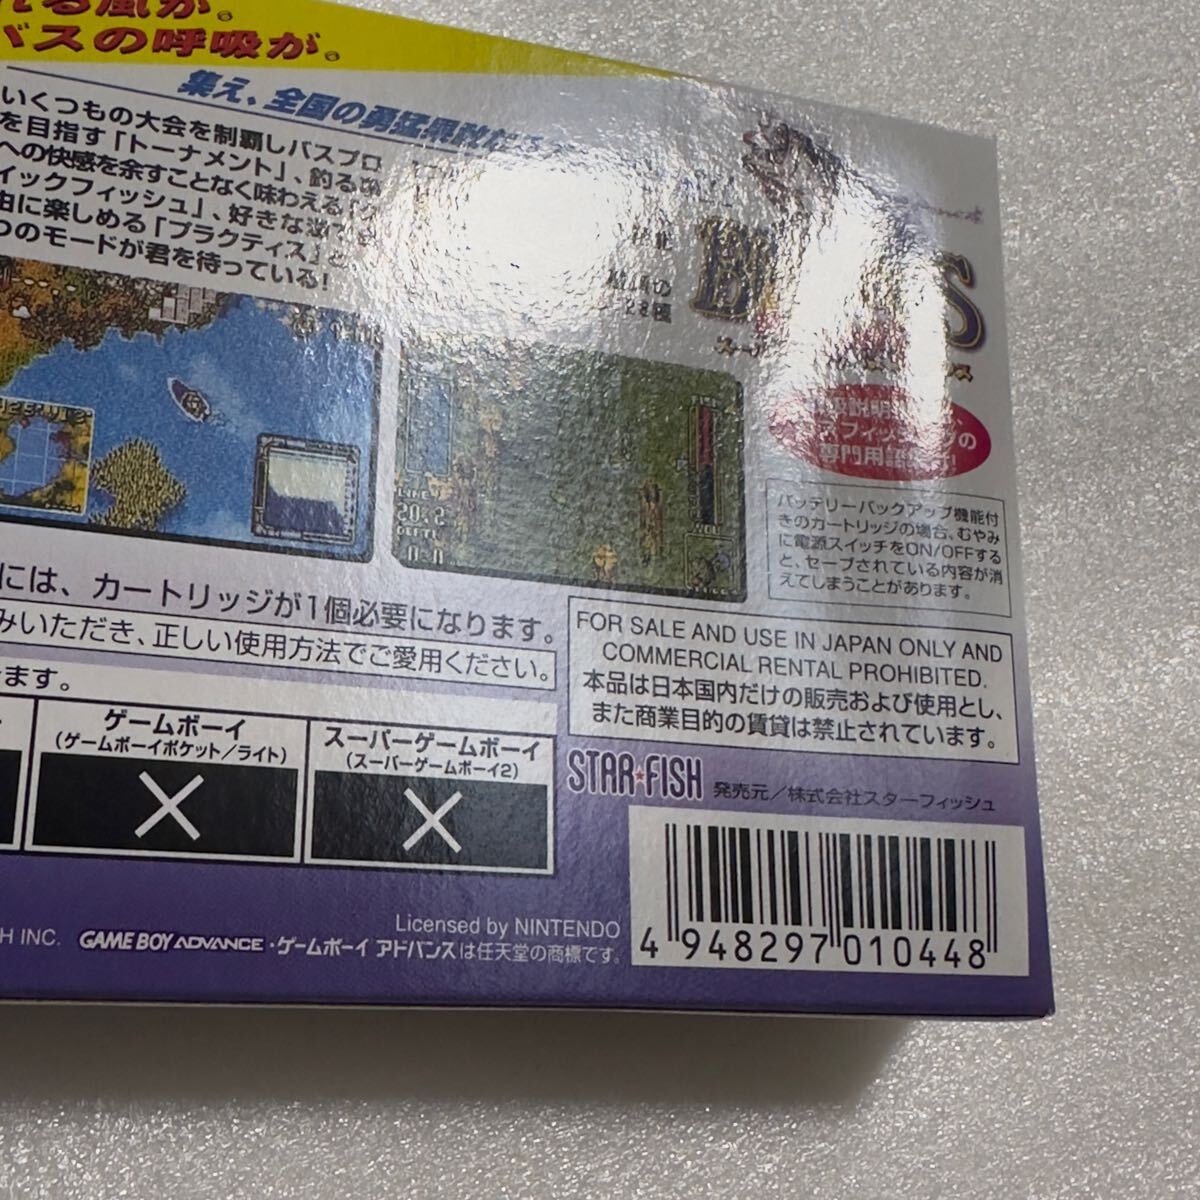 れる風が。
バスの呼吸が。
集え、全国の勇猛果敢な
いくつもの大会を制覇しバスプロ
を目指す「トーナメント」、釣る
への快感を余すことなく味わえる「ク
イックフィッシュ」、好きな
由に楽しめる「プラクティス」と
つのモードが君を待っている!
28種
専門用語
LINE
20.2
DEPTH
バッテリーバックアップ機能付
きのカートリッジの場合、むやみ
に電源スイッチをON/OFFする
と、セーブされている内容が消
えてしまうことがあります。
には、カートリッジが1個必要になります。
みいただき、正しい使用方法でご愛用ください。
ます。
FOR SALE AND USE IN JAPAN ONLY AND
COMMERCIAL RENTAL PROHIBITED.
本品は日本国内だけの販売および使用とし、
また商業目的の賃貸は禁止されています。
ゲームボーイ
(ゲームボーイポケット/ライト)
スーパーゲームボーイ
(スーパーゲームボーイ2)
STAR★FISH 発売元/株式会社スターフィッシュ
Licensed by NINTENDO
H INC. GAME BOY ADVANCE・ゲームボーイ アドバンスは任天堂の商標です。
4 948297 010448